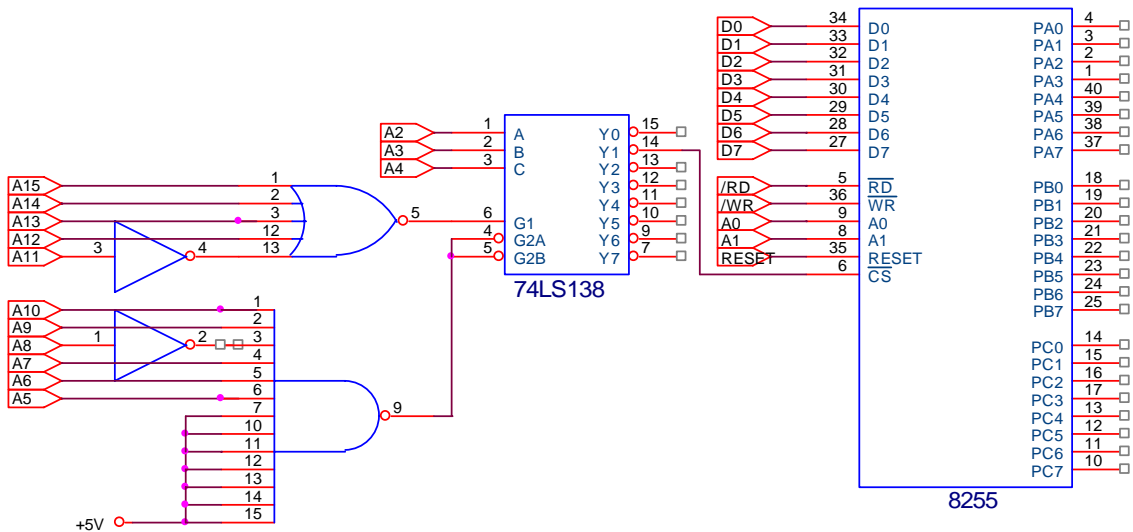 A15 1
A14 2
A13 3
A12 12
A11 3 4 13
5
A10 1
A9 2
A8 1 2 3
A7 4
A6 5
A5 6
7
10
11
12
13
14
15
9
+5V
A2 1 A Y0 15
A3 2 B Y1 14
A4 3 C Y2 13
Y3 12
Y4 11
6 G1 Y5 10
4 G2A Y6 9
5 G2B Y7 7
74LS138
D0 34 D0 PA0 4
D1 33 D1 PA1 3
D2 32 D2 PA2 2
D3 31 D3 PA3 1
D4 30 D4 PA4 40
D5 29 D5 PA5 39
D6 28 D6 PA6 38
D7 27 D7 PA7 37
/RD 5 RD PB0 18
/WR 36 WR PB1 19
A0 9 A0 PB2 20
A1 8 A1 PB3 21
RESET 35 RESET PB4 22
6 CS PB5 23
PB6 24
PB7 25
PC0 14
PC1 15
PC2 16
PC3 17
PC4 13
PC5 12
PC6 11
PC7 10
8255